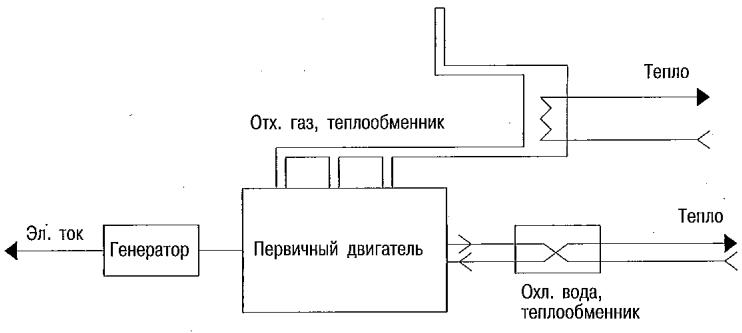 Тепло
Отх. газ, теплообменник
Тепло
Эл. ток
Генератор
Первичный двигатель
Охл. вода,
теплообменник